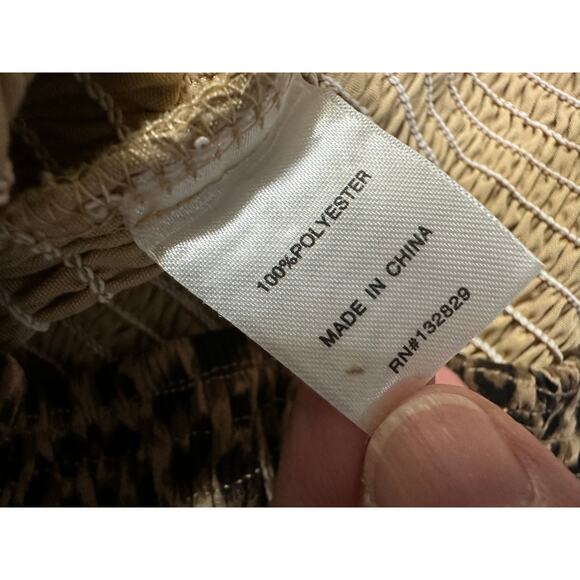 100%POLYESTER
MADE IN CHINA
RN#132829